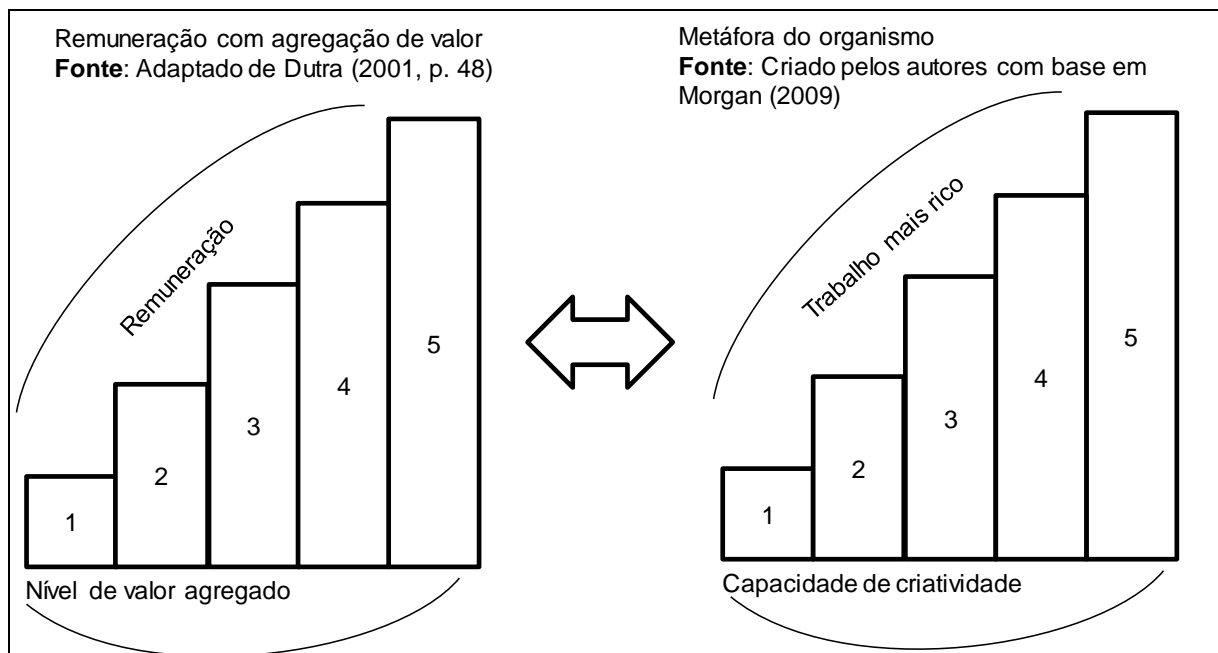 Remuneração com agregação de valor
Fonte: Adaptado de Dutra (2001, p. 48)
Remuneração
1
2
3
4
5
Nível de valor agregado
Metáfora do organismo
Fonte: Criado pelos autores com base em
Morgan (2009)
Trabalho mais rico
1
2
3
4
5
Capacidade de criatividade